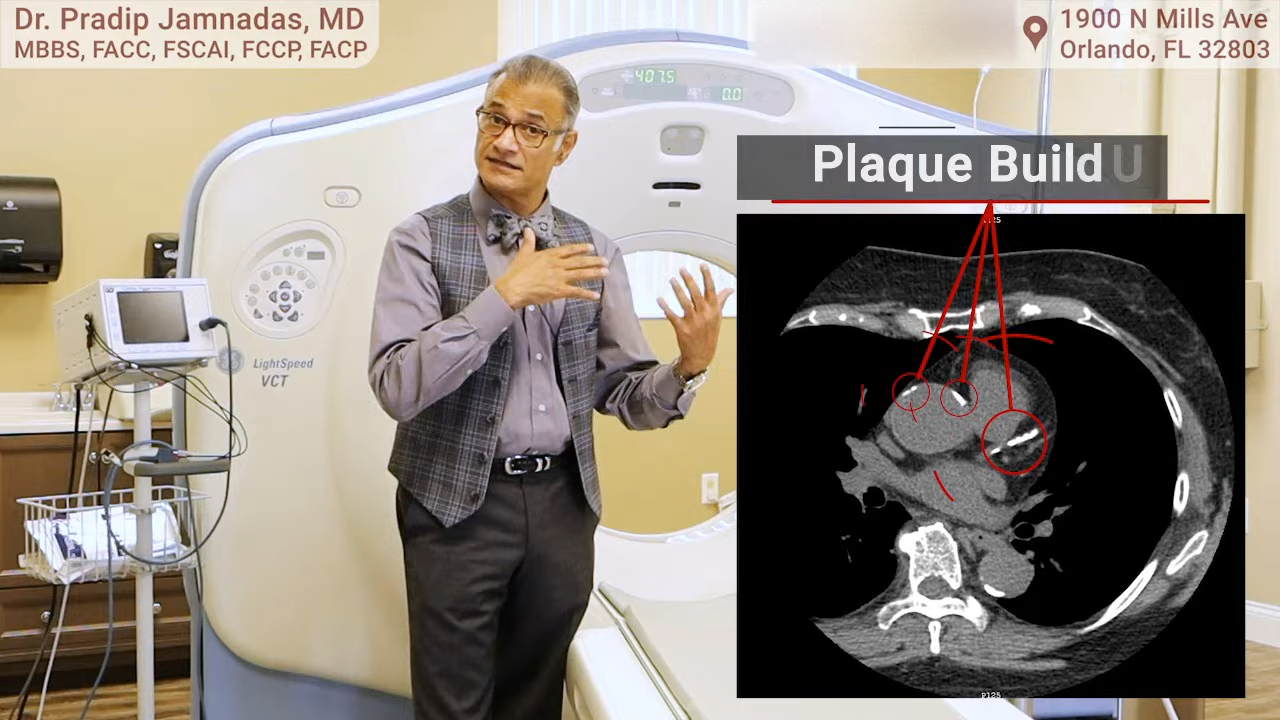 Dr. Pradip Jamnadas, MD
MBBS, FACC, FSCAI, FCCP, FACP
1900 N Mills Ave
Orlando, FL 32803
407.5
0.0
Plaque Build U
LightSpeed
VCT
P125